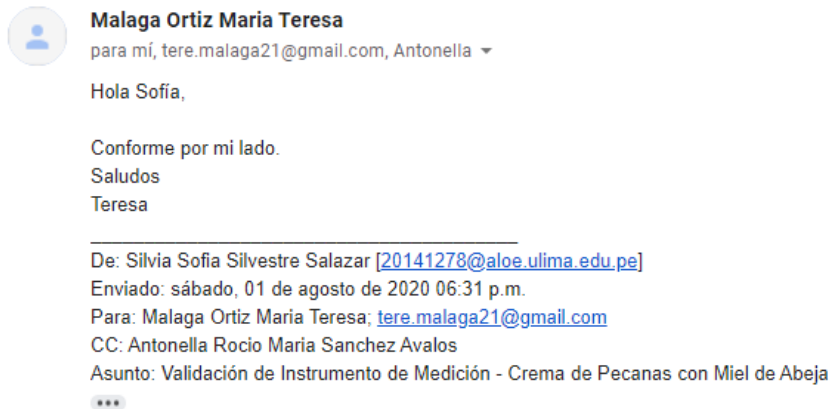 Malaga Ortiz Maria Teresa
para mí, tere.malaga21@gmail.com, Antonella
Hola Sofía,
Conforme por mi lado.
Saludos
Teresa
De: Silvia Sofia Silvestre Salazar [20141278@aloe.ulima.edu.pe]
Enviado: sábado, 01 de agosto de 2020 06:31 p.m.
Para: Malaga Ortiz Maria Teresa; tere.malaga21@gmail.com
CC: Antonella Rocio Maria Sanchez Avalos
Asunto: Validación de Instrumento de Medición - Crema de Pecanas con Miel de Abeja